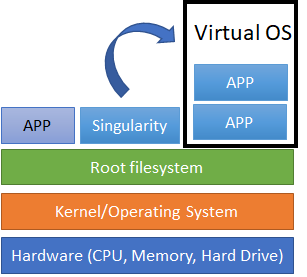 Virtual OS
APP
APP
APP
Singularity
Root filesystem
Kernel/Operating System
Hardware (CPU, Memory, Hard Drive)